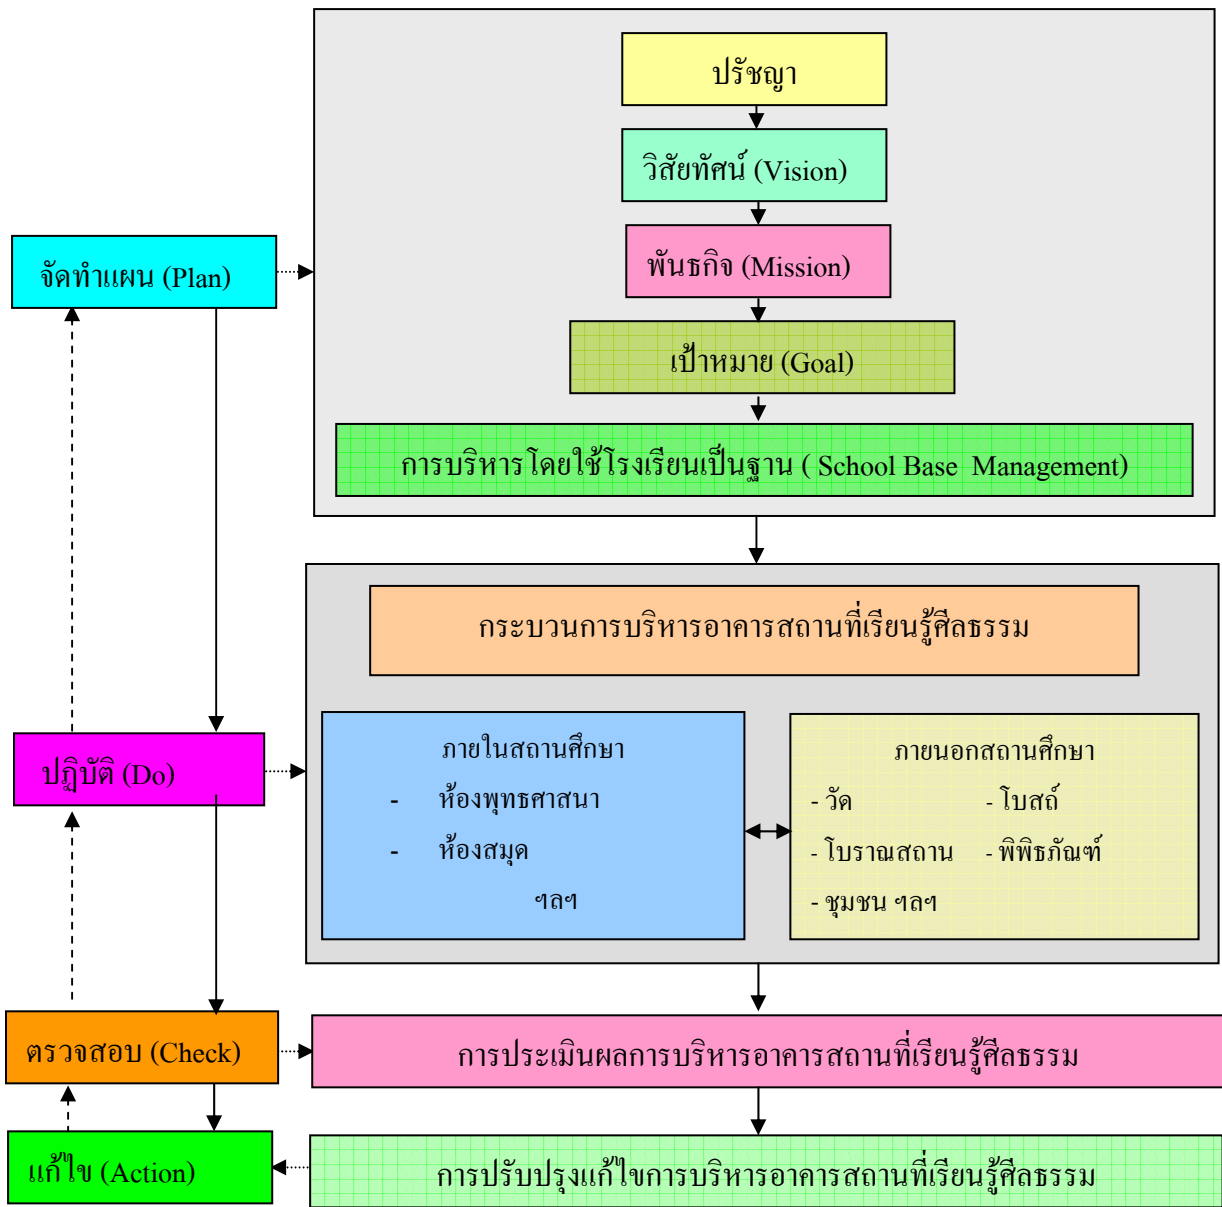 ปรัชญา
วิสัยทัศน์ (Vision)
พันธกิจ (Mission)
จัดทำแผน (Plan)
เป้าหมาย (Goal)
การบริหารโดยใช้โรงเรียนเป็นฐาน ( School Base Management)
กระบวนการบริหารอาคารสถานที่เรียนรู้ศีลธรรม
ปฏิบัติ (Do)
ภายในสถานศึกษา
- ห้องพุทธศาสนา
- ห้องสมุด
ฯลฯ
ภายนอกสถานศึกษา
- วัด - โบสถ์
- โบราณสถาน - พิพิธภัณฑ์
- ชุมชน ฯลฯ
ตรวจสอบ (Check)
การประเมินผลการบริหารอาคารสถานที่เรียนรู้ศีลธรรม
แก้ไข (Action)
การปรับปรุงแก้ไขการบริหารอาคารสถานที่เรียนรู้ศีลธรรม